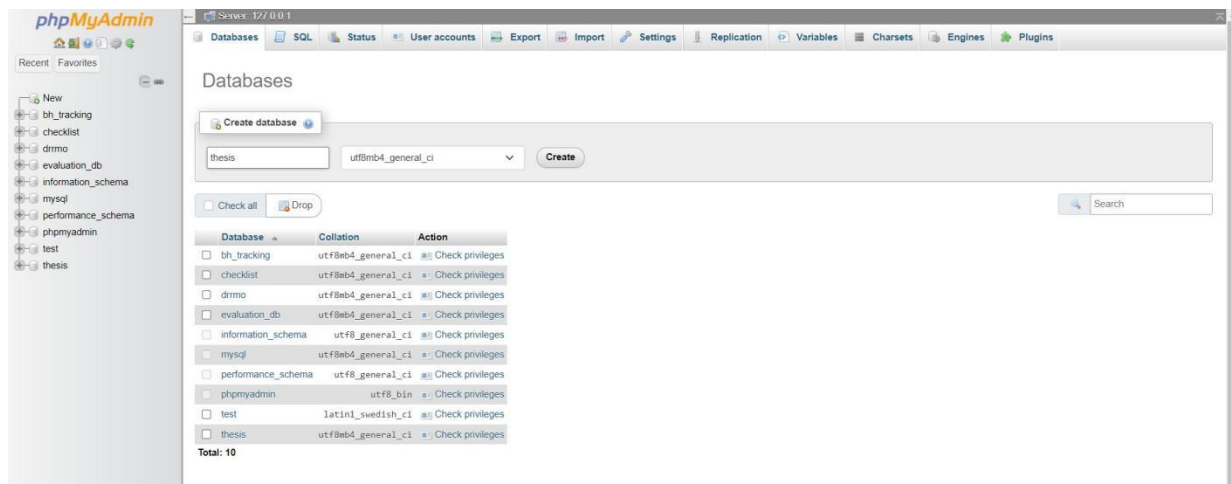 phpMyAdmin
Recent Favorites
New
bh_tracking
checklist
drrmo
evaluation_db
information_schema
mysql
performance_schema
phpmyadmin
test
thesis
Server: 127.0.0.1
Databases SQL Status User accounts Export Import Settings Replication Variables Charsets Engines Plugins
Databases
Create database
thesis utf8mb4_general_ci Create
Check all Drop Search
Database Collation Action
bh_tracking utf8mb4_general_ci Check privileges
checklist utf8mb4_general_ci Check privileges
drrmo utf8mb4_general_ci Check privileges
evaluation_db utf8mb4_general_ci Check privileges
information_schema utf8_general_ci Check privileges
mysql utf8mb4_general_ci Check privileges
performance_schema utf8_general_ci Check privileges
phpmyadmin utf8_bin Check privileges
test latin1_swedish_ci Check privileges
thesis utf8mb4_general_ci Check privileges
Total: 10